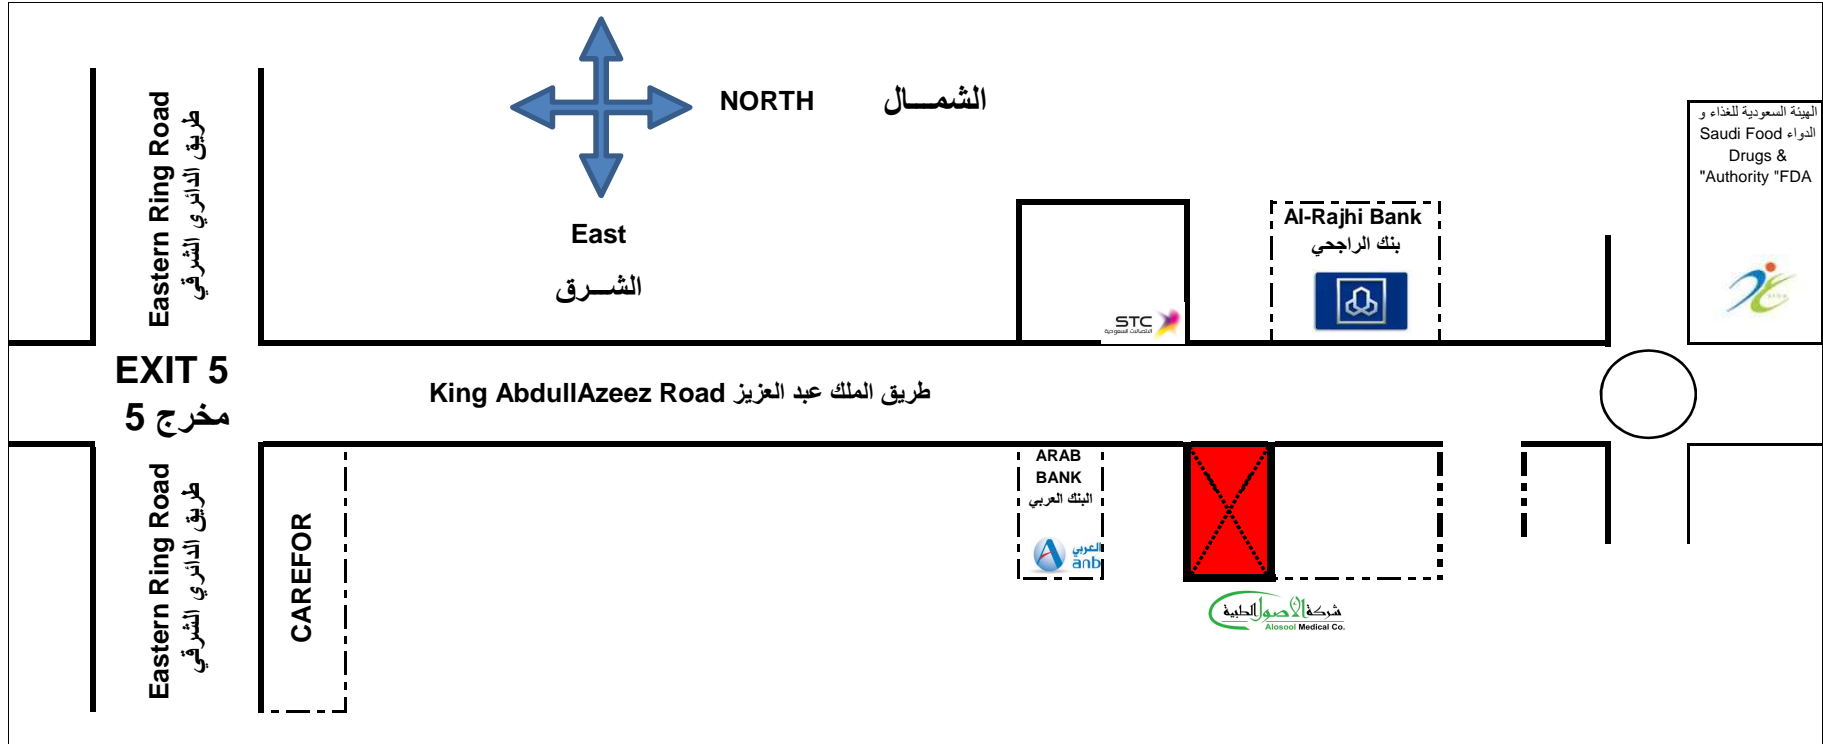 NORTH الشمـــال
East
الشـــرق
Eastern Ring Road
طريق الدائري الشرقي
الهيئة السعودية للغذاء و
الدواء Saudi Food
Drugs &
"Authority "FDA
Al-Rajhi Bank
بنك الراجحي
STC
الاتصالات السعودية
EXIT 5
مخرج 5
King AbdullAzeez Road طريق الملك عبد العزيز
Eastern Ring Road
طريق الدائري الشرقي
CAREFOR
ARAB
BANK
البنك العربي
العربي
anb
شركة الأصول الطبية
Alosool Medical Co.